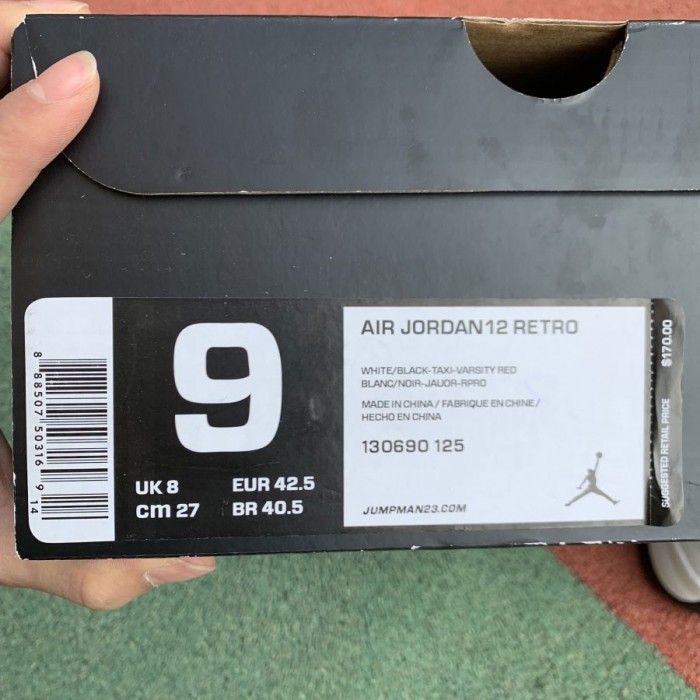 8 88507 50316 9
14
9
UK 8 EUR 42.5
cm 27 BR 40.5
AIR JORDAN 12 RETRO
WHITE/BLACK-TAXI-VARSITY RED
BLANC/NOIR-JAUOR-RPRO
MADE IN CHINA / FABRIQUE EN CHINE /
HECHO EN CHINA
130690 125
JUMPMAN23.COM
SUGGESTED RETAIL PRICE $170.00